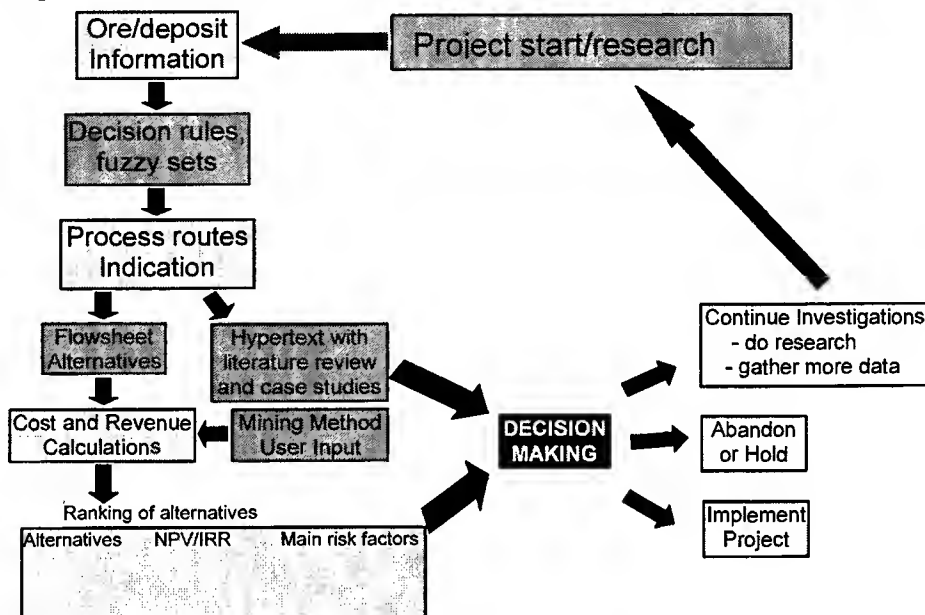 Ore/deposit
Information
Project start/research
Decision rules,
fuzzy sets
Process routes
Indication
Flowsheet
Alternatives
Hypertext with
literature review
and case studies
Cost and Revenue
Calculations
Mining Method
User Input
Ranking of alternatives
Alternatives NPV/IRR Main risk factors
DECISION
MAKING
Continue Investigations
- do research
- gather more data
Abandon
or Hold
Implement
Project